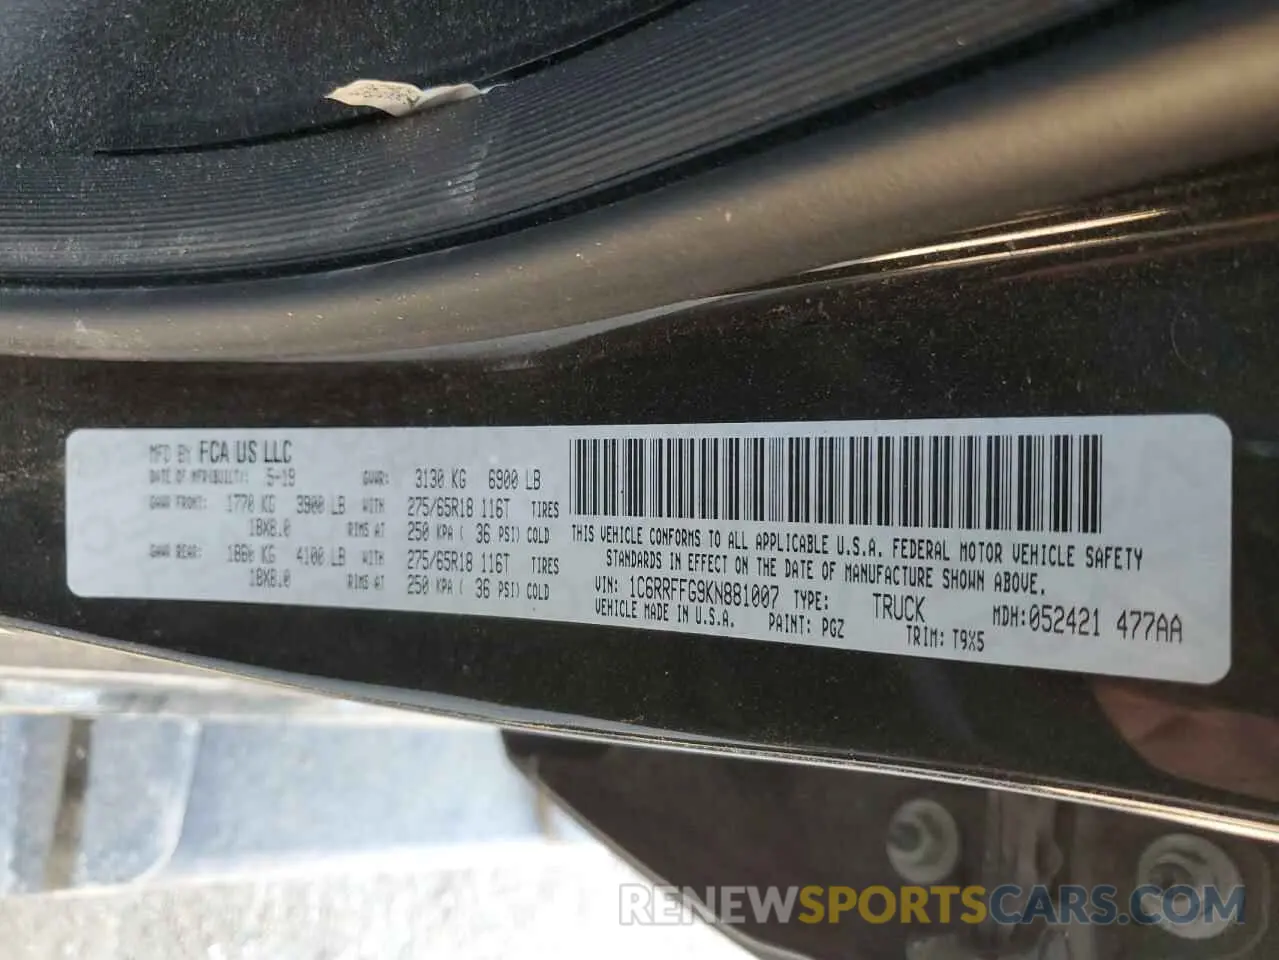 MFD BY FCA US LLC
DATE OF MFR(BUILT): 5-19 GVWR: 3130 KG 6900 LB
GAWR FRONT: 1770 KG 3900 LB WITH 275/65R18 116T TIRES
18X8.0 RIMS AT 250 KPA ( 36 PSI) COLD
GAWR REAR: 1860 KG 4100 LB WITH 275/65R18 116T TIRES
18X8.0 RIMS AT 250 KPA ( 36 PSI) COLD
THIS VEHICLE CONFORMS TO ALL APPLICABLE U.S.A. FEDERAL MOTOR VEHICLE SAFETY
STANDARDS IN EFFECT ON THE DATE OF MANUFACTURE SHOWN ABOVE.
VIN: 1C6RRFFG9KN881007 TYPE: TRUCK MDH:052421 477AA
VEHICLE MADE IN U.S.A. PAINT: PGZ TRIM: T9X5
RENEWSPORTSCARS.COM